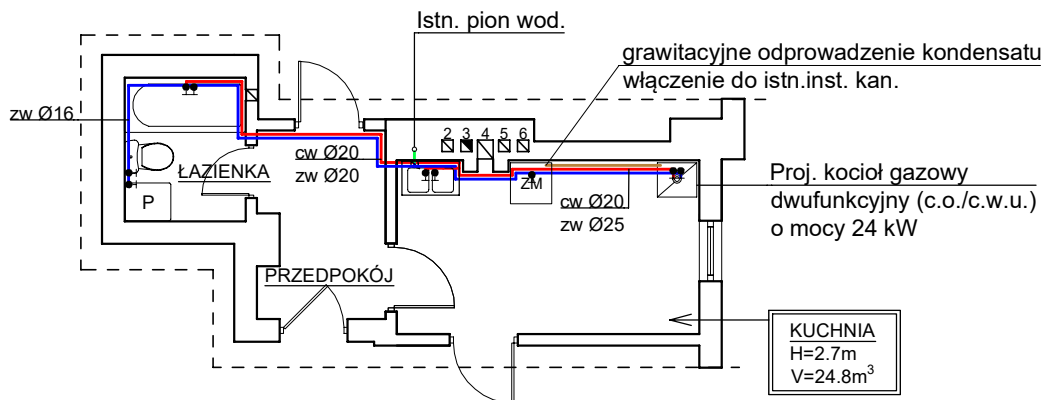 Istn. pion wod.
grawitacyjne odprowadzenie kondensatu
włączenie do istn.inst. kan.
zw Ø16
2 3 4 5 6
cw Ø20
zw Ø20
ŁAZIENKA
P
ZM
cw Ø20
zw Ø25
Proj. kocioł gazowy
dwufunkcyjny (c.o./c.w.u.)
o mocy 24 kW
PRZEDPOKÓJ
KUCHNIA
H=2.7m
V=24.8m³